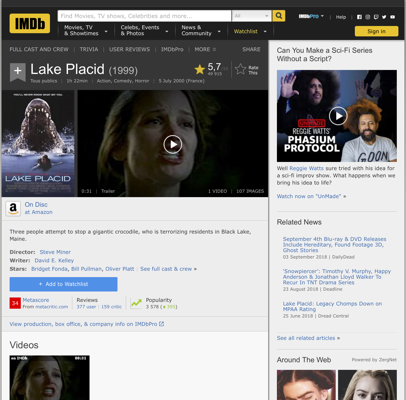 IMDb
Find Movies, TV shows, Celebrities and more...
All
Movies, TV
& Showtimes
Celebs, Events
& Photos
News &
Community
Watchlist
IMDbPro
Help
Sign in
FULL CAST AND CREW
TRIVIA
USER REVIEWS
IMDbPro
MORE
SHARE
Lake Placid (1999)
5,7
Rate
This
Tous publics | 1h 22min | Action, Comedy, Horror | 5 July 2000 (France)
LAKE PLACID
0:31 | Trailer
1 VIDEO | 107 IMAGES
On Disc
at Amazon
Three people attempt to stop a gigantic crocodile, who is terrorizing residents in Black Lake,
Maine.
Director: Steve Miner
Writer: David E. Kelley
Stars: Bridget Fonda, Bill Pullman, Oliver Platt | See full cast & crew »
+ Add to Watchlist
34
Metascore
From metacritic.com
Reviews
377 user | 159 critic
Popularity
3 578
View production, box office, & company info on IMDbPro
Videos
00:31
Can You Make a Sci-Fi Series
Without a Script?
REGGIE WATTS'
PHASIUM
PROTOCOL
Well Reggie Watts sure tried with his idea for
a sci-fi improv show. What happens when
we bring his idea to life?
Watch now on "UnMade" »
Related News
September 4th Blu-ray & DVD Releases
Include Hereditary, Found Footage 3D,
Ghost Stories
03 September 2018 | DailyDead
'Snowpiercer': Timothy V. Murphy, Happy
Anderson & Jonathan Lloyd Walker To
Recur In TNT Drama Series
23 August 2018 | Deadline
Lake Placid: Legacy Chomps Down on
MPAA Rating
25 June 2018 | Dread Central
See all related articles »
Around The Web
Powered by ZergNet